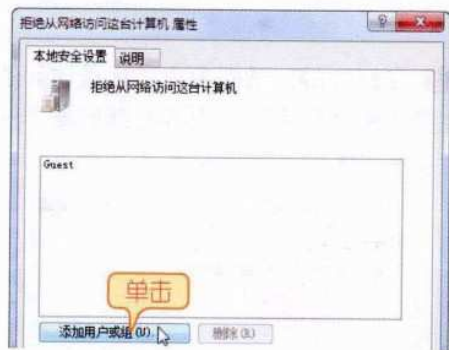 拒绝从网络访问这台计算机 属性
本地安全设置 说明
拒绝从网络访问这台计算机
Guest
单击
添加用户或组(U) 删除(R)